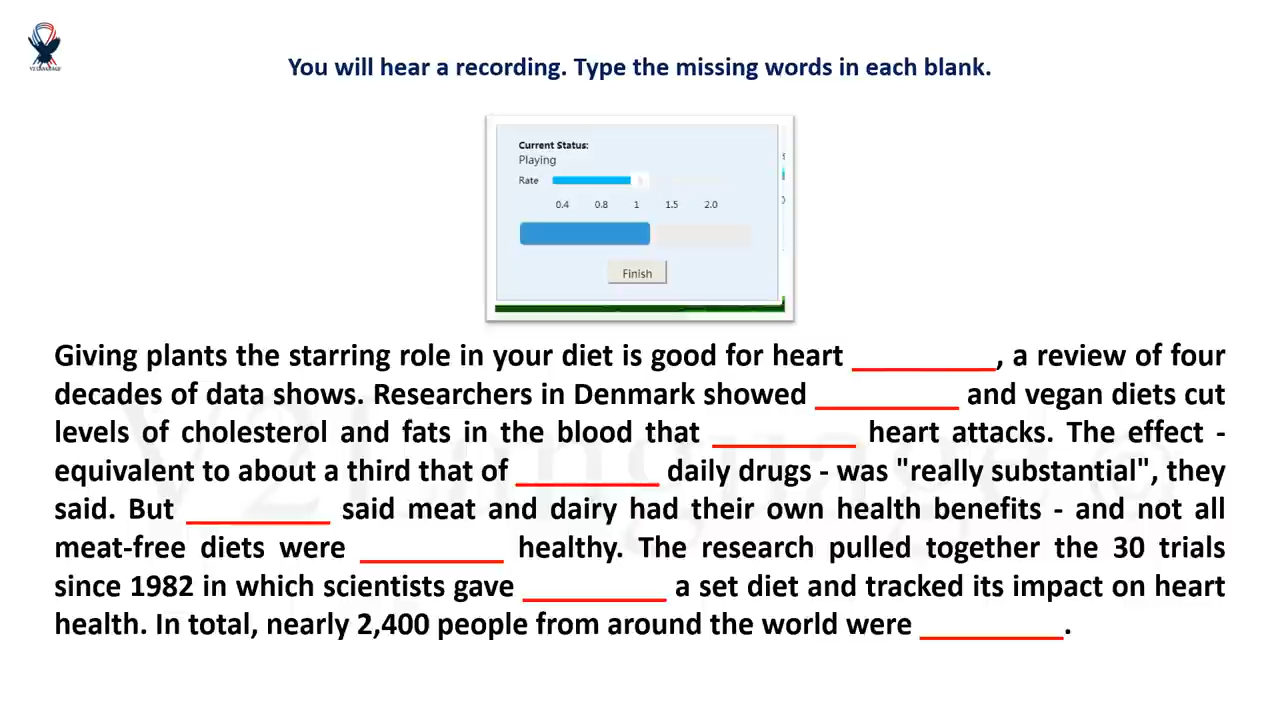 V2 LANGUAGE
You will hear a recording. Type the missing words in each blank.
Current Status:
Playing
Rate
0.4 0.8 1 1.5 2.0
Finish
Giving plants the starring role in your diet is good for heart __________, a review of four
decades of data shows. Researchers in Denmark showed __________ and vegan diets cut
levels of cholesterol and fats in the blood that __________ heart attacks. The effect -
equivalent to about a third that of __________ daily drugs - was "really substantial", they
said. But __________ said meat and dairy had their own health benefits - and not all
meat-free diets were __________ healthy. The research pulled together the 30 trials
since 1982 in which scientists gave __________ a set diet and tracked its impact on heart
health. In total, nearly 2,400 people from around the world were __________.